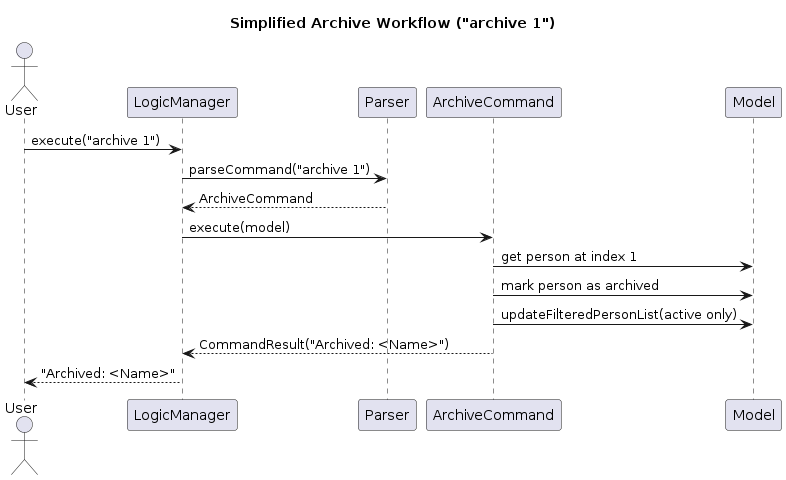 Simplified Archive Workflow ("archive 1")
User
LogicManager
Parser
ArchiveCommand
Model
execute("archive 1")
parseCommand("archive 1")
ArchiveCommand
execute(model)
get person at index 1
mark person as archived
updateFilteredPersonList(active only)
CommandResult("Archived: <Name>")
"Archived: <Name>"
User
LogicManager
Parser
ArchiveCommand
Model